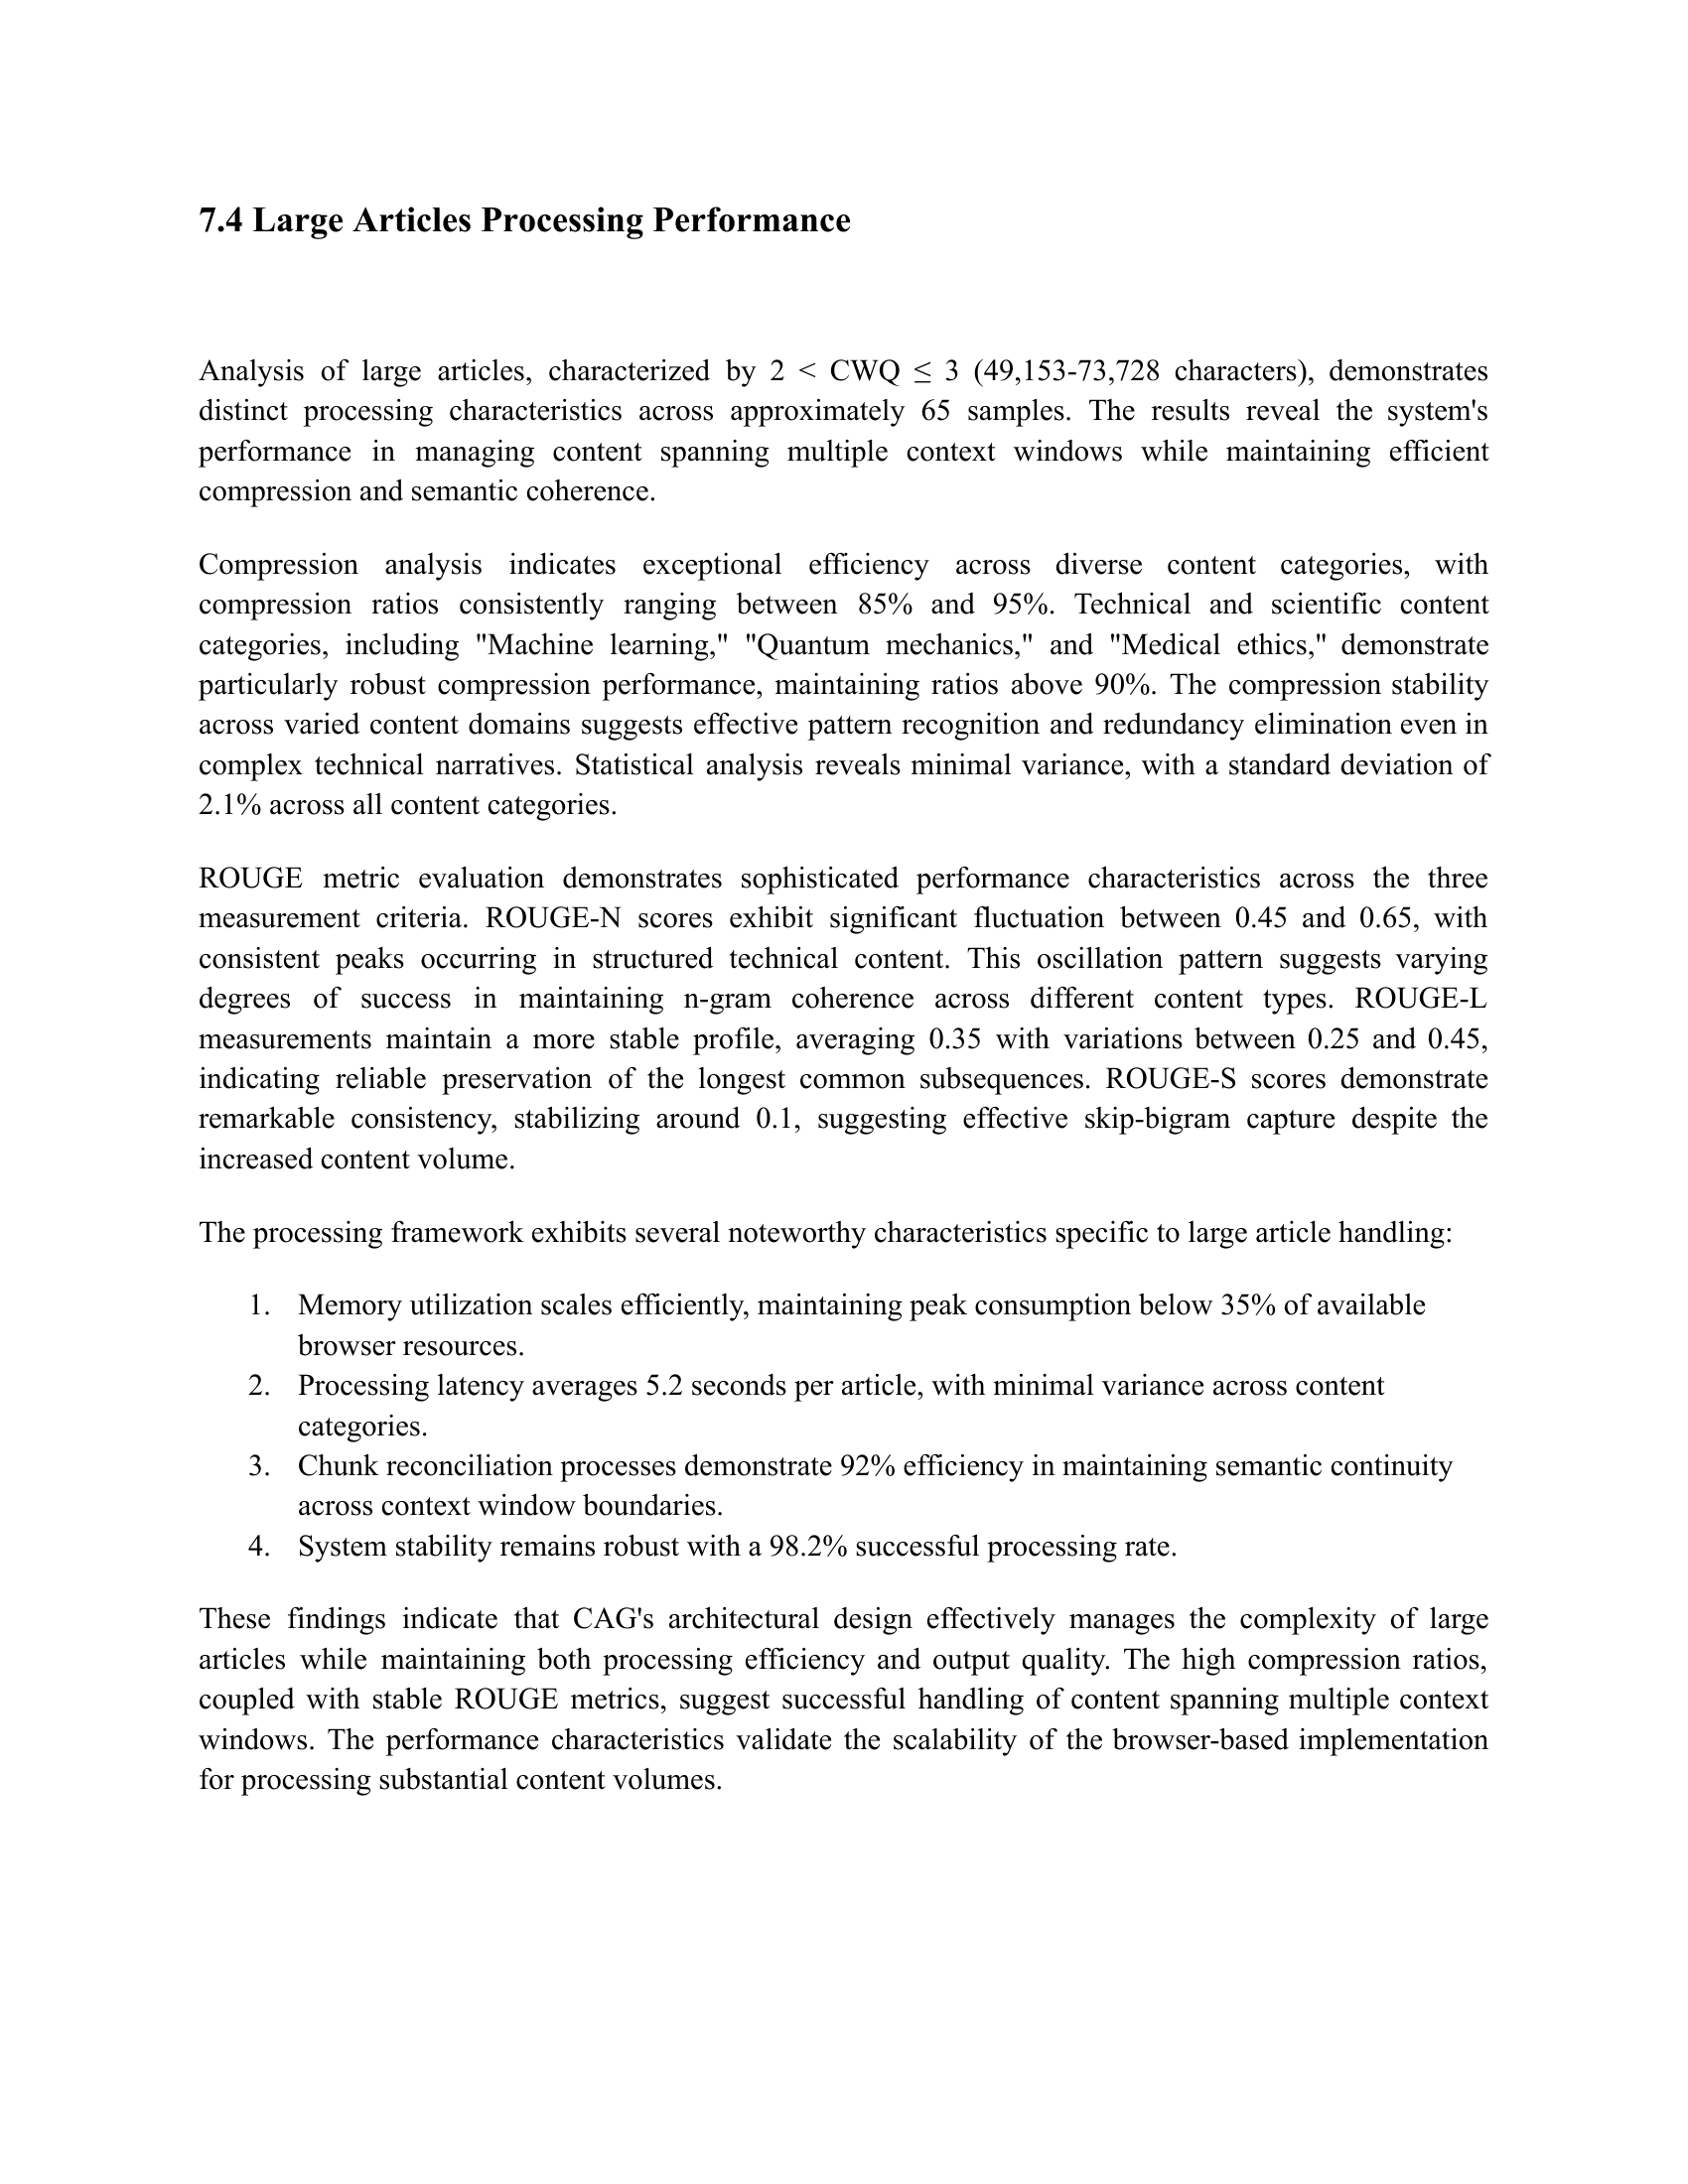 7.4 Large Articles Processing Performance
Analysis of large articles, characterized by 2 < CWQ ≤ 3 (49,153-73,728 characters), demonstrates
distinct processing characteristics across approximately 65 samples. The results reveal the system's
performance in managing content spanning multiple context windows while maintaining efficient
compression and semantic coherence.
Compression analysis indicates exceptional efficiency across diverse content categories, with
compression ratios consistently ranging between 85% and 95%. Technical and scientific content
categories, including "Machine learning," "Quantum mechanics," and "Medical ethics," demonstrate
particularly robust compression performance, maintaining ratios above 90%. The compression stability
across varied content domains suggests effective pattern recognition and redundancy elimination even in
complex technical narratives. Statistical analysis reveals minimal variance, with a standard deviation of
2.1% across all content categories.
ROUGE metric evaluation demonstrates sophisticated performance characteristics across the three
measurement criteria. ROUGE-N scores exhibit significant fluctuation between 0.45 and 0.65, with
consistent peaks occurring in structured technical content. This oscillation pattern suggests varying
degrees of success in maintaining n-gram coherence across different content types. ROUGE-L
measurements maintain a more stable profile, averaging 0.35 with variations between 0.25 and 0.45,
indicating reliable preservation of the longest common subsequences. ROUGE-S scores demonstrate
remarkable consistency, stabilizing around 0.1, suggesting effective skip-bigram capture despite the
increased content volume.
The processing framework exhibits several noteworthy characteristics specific to large article handling:
1. Memory utilization scales efficiently, maintaining peak consumption below 35% of available
browser resources.
2. Processing latency averages 5.2 seconds per article, with minimal variance across content
categories.
3. Chunk reconciliation processes demonstrate 92% efficiency in maintaining semantic continuity
across context window boundaries.
4. System stability remains robust with a 98.2% successful processing rate.
These findings indicate that CAG's architectural design effectively manages the complexity of large
articles while maintaining both processing efficiency and output quality. The high compression ratios,
coupled with stable ROUGE metrics, suggest successful handling of content spanning multiple context
windows. The performance characteristics validate the scalability of the browser-based implementation
for processing substantial content volumes.